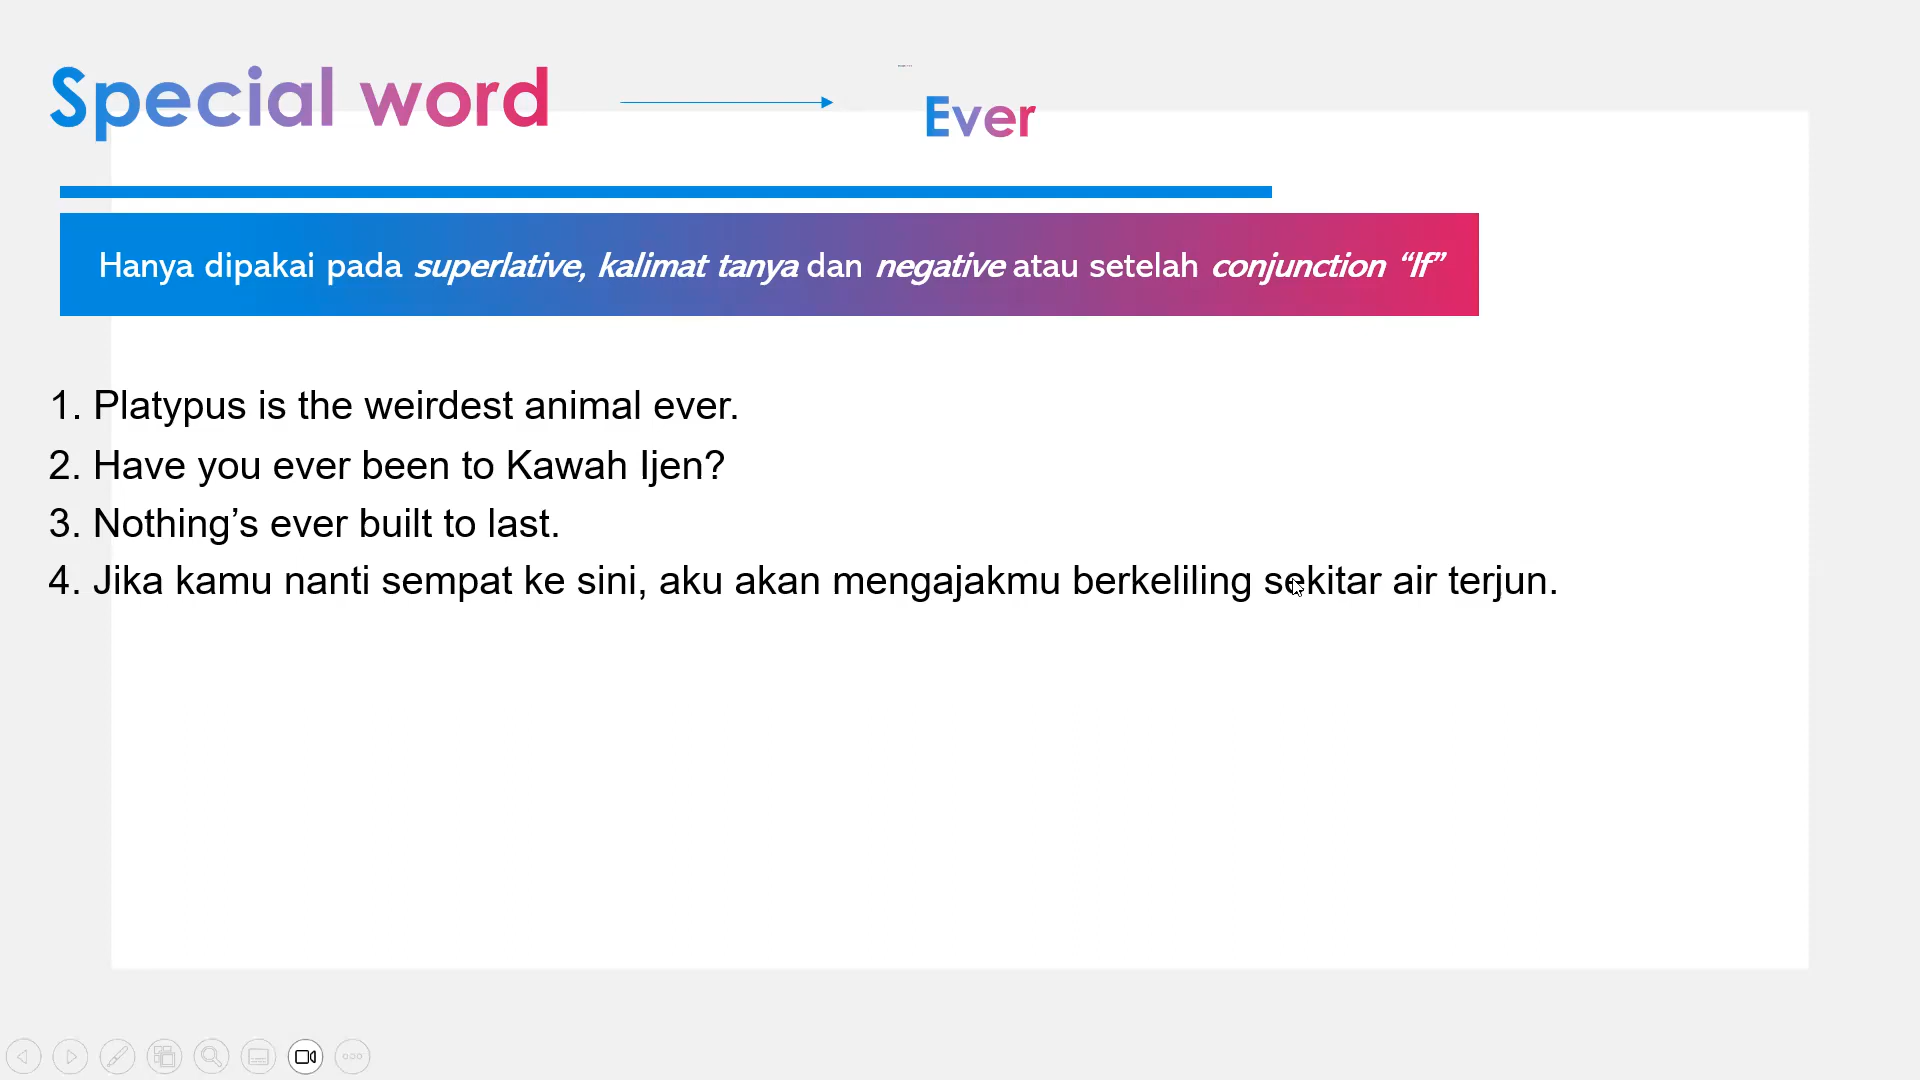 Special word
Ever
Hanya dipakai pada superlative, kalimat tanya dan negative atau setelah conjunction “If”
1. Platypus is the weirdest animal ever.
2. Have you ever been to Kawah Ijen?
3. Nothing’s ever built to last.
4. Jika kamu nanti sempat ke sini, aku akan mengajakmu berkeliling sekitar air terjun.